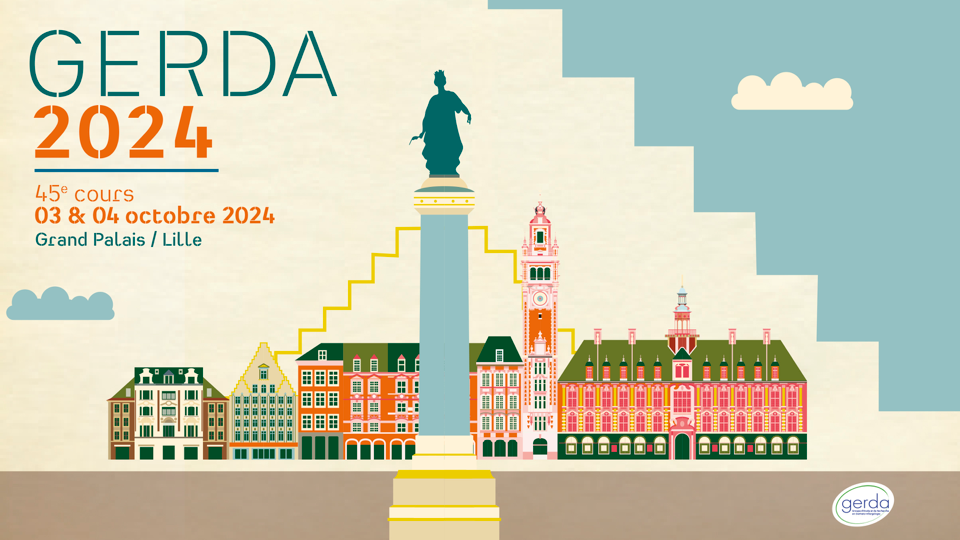 GERDA
2024
45e cours
03 & 04 octobre 2024
Grand Palais / Lille
gerda